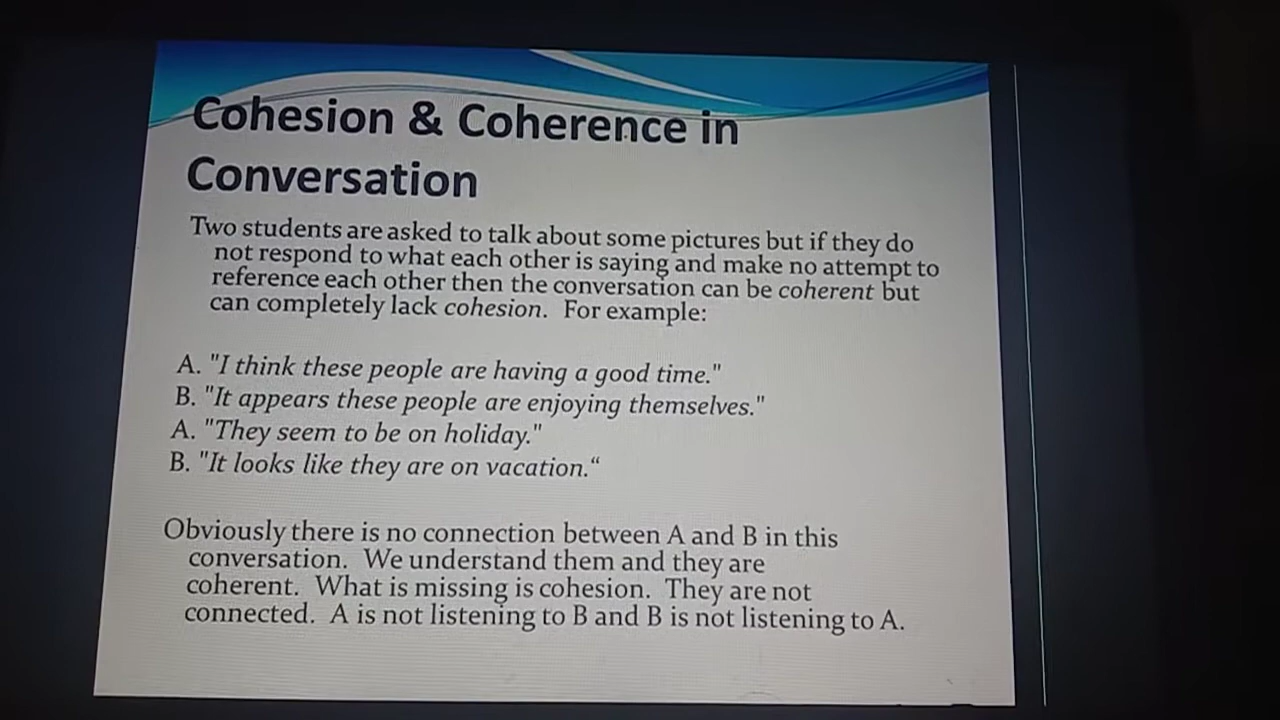 Cohesion & Coherence in
Conversation
Two students are asked to talk about some pictures but if they do
not respond to what each other is saying and make no attempt to
reference each other then the conversation can be coherent but
can completely lack cohesion. For example:
A. "I think these people are having a good time."
B. "It appears these people are enjoying themselves."
A. "They seem to be on holiday."
B. "It looks like they are on vacation.“
Obviously there is no connection between A and B in this
conversation. We understand them and they are
coherent. What is missing is cohesion. They are not
connected. A is not listening to B and B is not listening to A.